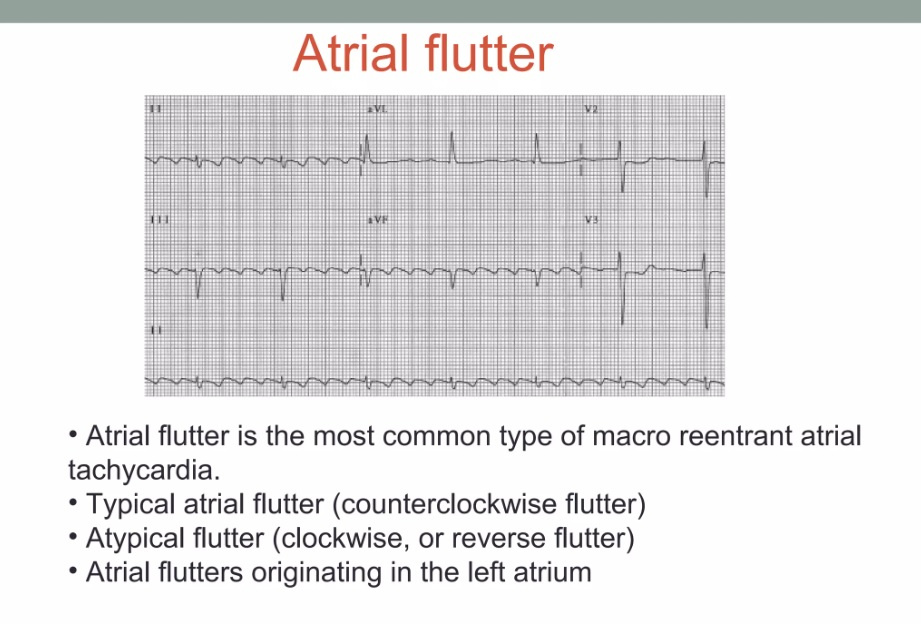 Atrial flutter
II aVL V2
III aVF V3
II
• Atrial flutter is the most common type of macro reentrant atrial
tachycardia.
• Typical atrial flutter (counterclockwise flutter)
• Atypical flutter (clockwise, or reverse flutter)
• Atrial flutters originating in the left atrium